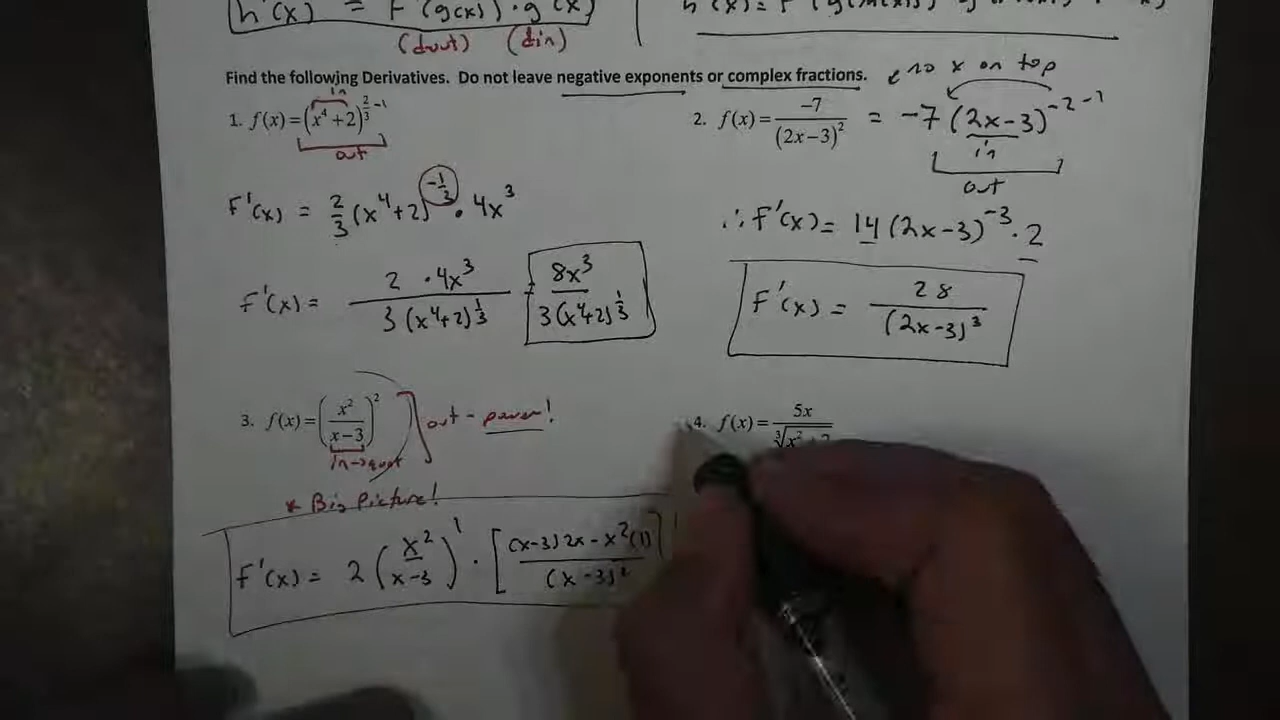 h'(x) = F'(g(x)) · g'(x)
(dout) (din)
Find the following Derivatives. Do not leave negative exponents or complex fractions.
in
1. f(x)=(x⁴+2)^(2/3) -1
out
F'(x) = 2/3 (x⁴+2)^(-1/3) · 4x³
F'(x) = 2 · 4x³ / 3(x⁴+2)^(1/3) = 8x³ / 3(x⁴+2)^(1/3)
no x on top
2. f(x)= -7/(2x-3)² = -7(2x-3)^(-2-1)
in
out
∴ F'(x) = 14(2x-3)⁻³ · 2
F'(x) = 28/(2x-3)³
3. f(x)=(x²/(x-3))²
out - power!
in→quot
* Big Picture!
F'(x) = 2(x²/(x-3))¹ · [(x-3)2x - x²(1) / (x-3)²]
4. f(x)= 5x/∛x²